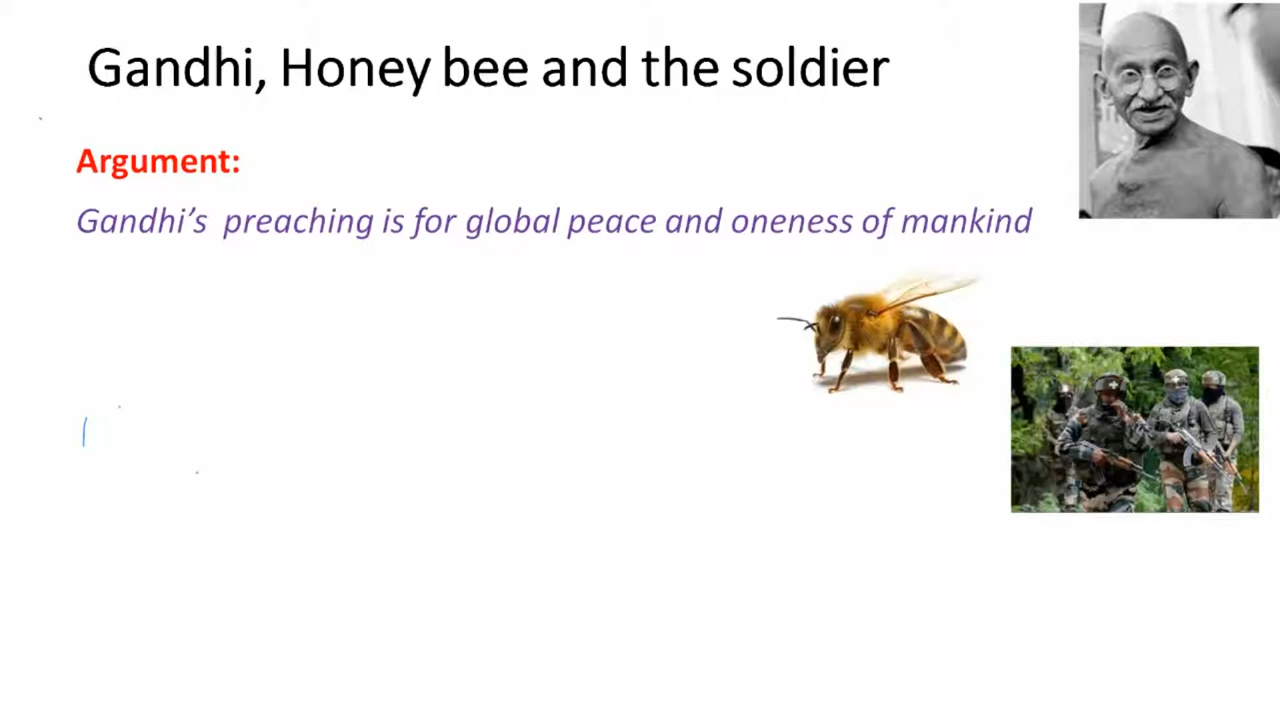 Gandhi, Honey bee and the soldier
Argument:
Gandhi's preaching is for global peace and oneness of mankind